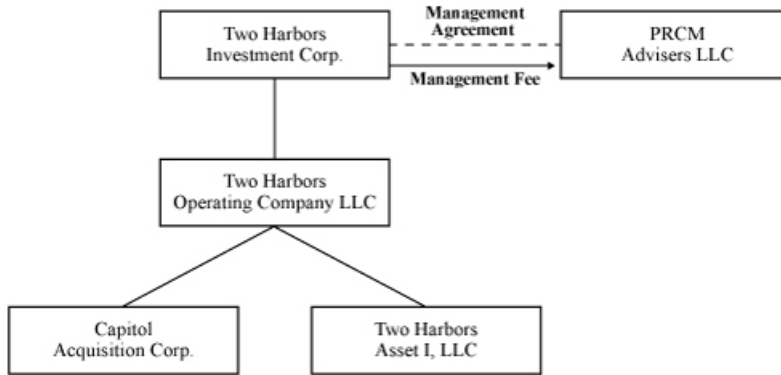 Two Harbors
Investment Corp.
Management
Agreement
Management Fee
PRCM
Advisers LLC
Two Harbors
Operating Company LLC
Capitol
Acquisition Corp.
Two Harbors
Asset I, LLC